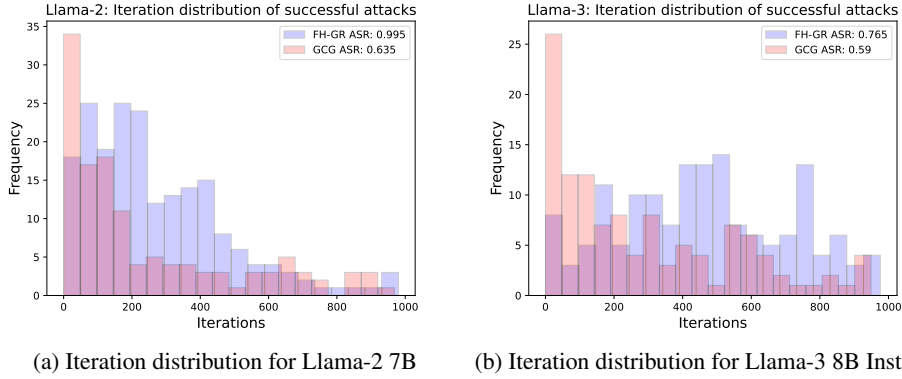 Llama-2: Iteration distribution of successful attacks
FH-GR ASR: 0.995
GCG ASR: 0.635
35
30
25
20
15
10
5
0
Frequency
0 200 400 600 800 1000
Iterations
(a) Iteration distribution for Llama-2 7B
Llama-3: Iteration distribution of successful attacks
FH-GR ASR: 0.765
GCG ASR: 0.59
25
20
15
10
5
0
Frequency
0 200 400 600 800 1000
Iterations
(b) Iteration distribution for Llama-3 8B Inst